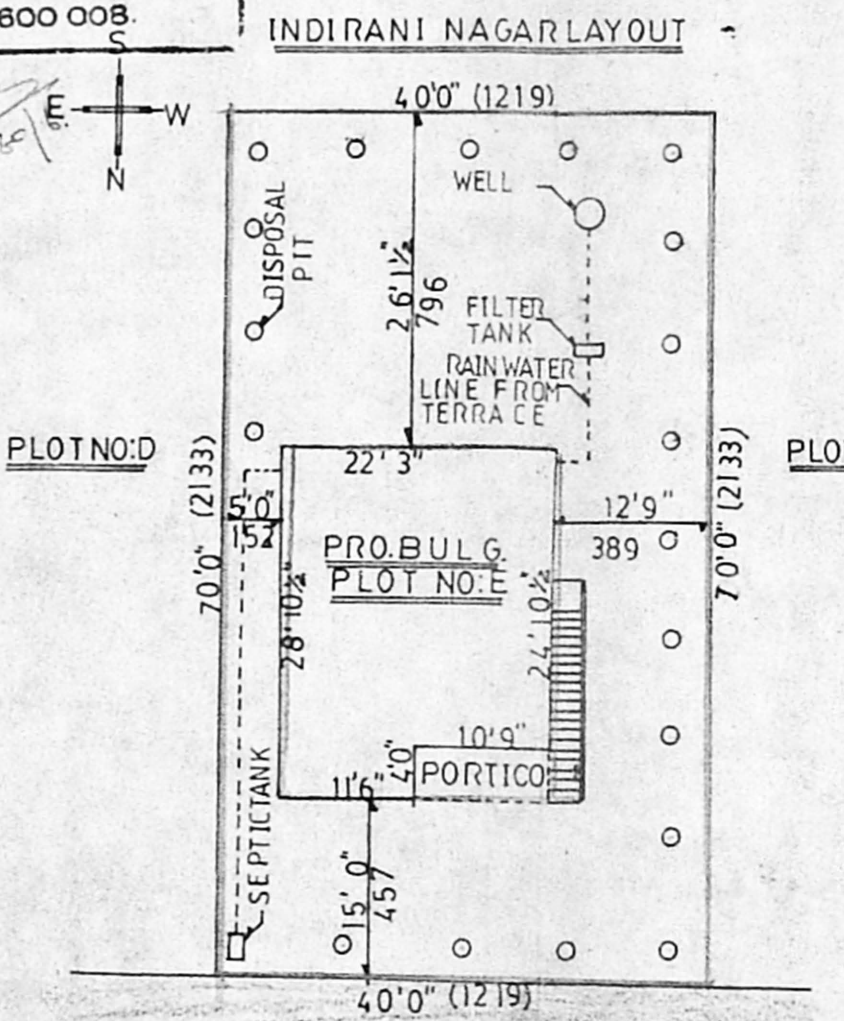 600 008.
INDIRANI NAGAR LAYOUT
S
E W
N
40'0" (1219)
WELL
DISPOSAL
PIT
26'1½"
796
FILTER
TANK
RAIN WATER
LINE FROM
TERRACE
PLOT NO:D
70'0" (2133)
22'3"
5'0"
152
12'9"
389
PLO
70'0" (2133)
PRO.BULG.
PLOT NO:E
28'10½"
24'10½"
10'9"
4'0"
PORTICO
11'6"
SEPTIC TANK
15'0"
457
40'0" (1219)